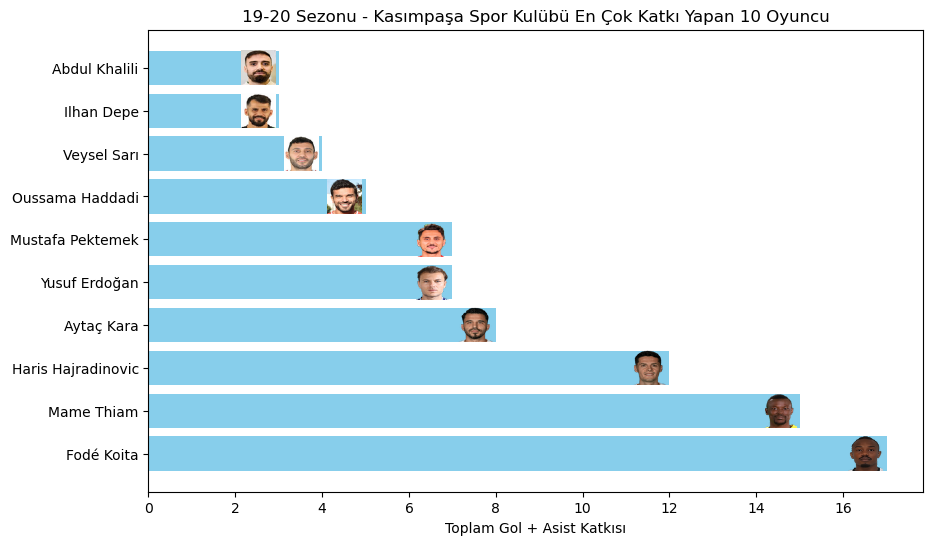 19-20 Sezonu - Kasımpaşa Spor Kulübü En Çok Katkı Yapan 10 Oyuncu
Abdul Khalili
Ilhan Depe
Veysel Sarı
Oussama Haddadi
Mustafa Pektemek
Yusuf Erdoğan
Aytaç Kara
Haris Hajradinovic
Mame Thiam
Fodé Koita
0 2 4 6 8 10 12 14 16
Toplam Gol + Asist Katkısı